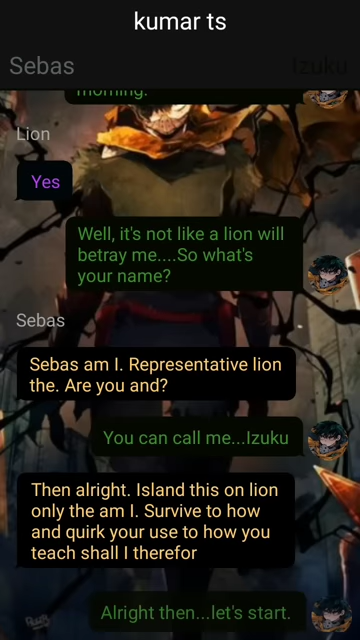 kumar ts
Sebas
Izuku
morning.
Lion
Yes
Well, it's not like a lion will
betray me....So what's
your name?
Sebas
Sebas am I. Representative lion
the. Are you and?
You can call me...Izuku
Then alright. Island this on lion
only the am I. Survive to how
and quirk your use to how you
teach shall I therefor
Alright then...let's start.